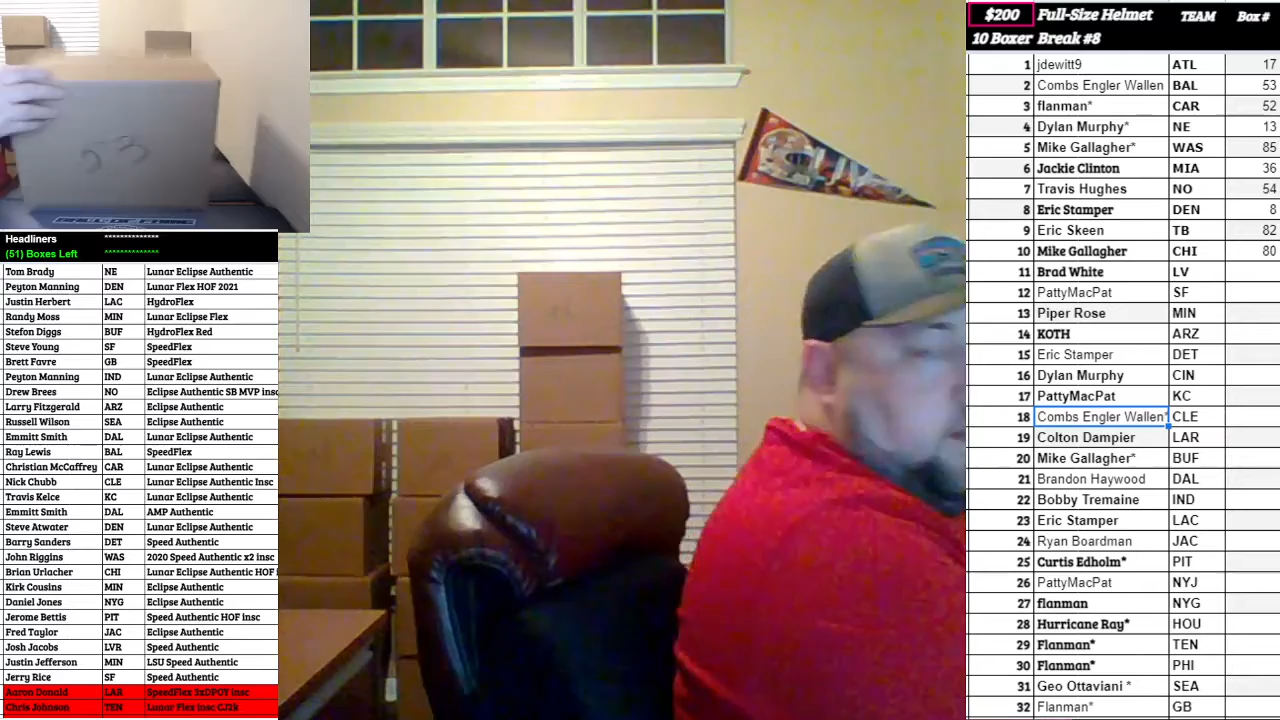 53
Headliners **************
(51) Boxes Left **************
Tom Brady NE Lunar Eclipse Authentic
Peyton Manning DEN Lunar Flex HOF 2021
Justin Herbert LAC HydroFlex
Randy Moss MIN Lunar Eclipse Flex
Stefon Diggs BUF HydroFlex Red
Steve Young SF SpeedFlex
Brett Favre GB SpeedFlex
Peyton Manning IND Lunar Eclipse Authentic
Drew Brees NO Eclipse Authentic SB MVP insc
Larry Fitzgerald ARZ Eclipse Authentic
Russell Wilson SEA Eclipse Authentic
Emmitt Smith DAL Lunar Eclipse Authentic
Ray Lewis BAL SpeedFlex
Christian McCaffrey CAR Lunar Eclipse Authentic
Nick Chubb CLE Lunar Eclipse Authentic Insc
Travis Kelce KC Lunar Eclipse Authentic
Emmitt Smith DAL AMP Authentic
Steve Atwater DEN Lunar Eclipse Authentic
Barry Sanders DET Speed Authentic
John Riggins WAS 2020 Speed Authentic x2 insc
Brian Urlacher CHI Lunar Eclipse Authentic HOF i
Kirk Cousins MIN Eclipse Authentic
Daniel Jones NYG Eclipse Authentic
Jerome Bettis PIT Speed Authentic HOF insc
Fred Taylor JAC Eclipse Authentic
Josh Jacobs LVR Speed Authentic
Justin Jefferson MIN LSU Speed Authentic
Jerry Rice SF Speed Authentic
Aaron Donald LAR SpeedFlex 3xDPOY insc
Chris Johnson TEN Lunar Flex insc CJ2k
$200 Full-Size Helmet TEAM Box #
10 Boxer Break #8
1 jdewitt9 ATL 17
2 Combs Engler Wallen BAL 53
3 flanman* CAR 52
4 Dylan Murphy* NE 13
5 Mike Gallagher* WAS 85
6 Jackie Clinton MIA 36
7 Travis Hughes NO 54
8 Eric Stamper DEN 8
9 Eric Skeen TB 82
10 Mike Gallagher CHI 80
11 Brad White LV
12 PattyMacPat SF
13 Piper Rose MIN
14 KOTH ARZ
15 Eric Stamper DET
16 Dylan Murphy CIN
17 PattyMacPat KC
18 Combs Engler Wallen* CLE
19 Colton Dampier LAR
20 Mike Gallagher* BUF
21 Brandon Haywood DAL
22 Bobby Tremaine IND
23 Eric Stamper LAC
24 Ryan Boardman JAC
25 Curtis Edholm* PIT
26 PattyMacPat NYJ
27 flanman NYG
28 Hurricane Ray* HOU
29 Flanman* TEN
30 Flanman* PHI
31 Geo Ottaviani * SEA
32 Flanman* GB